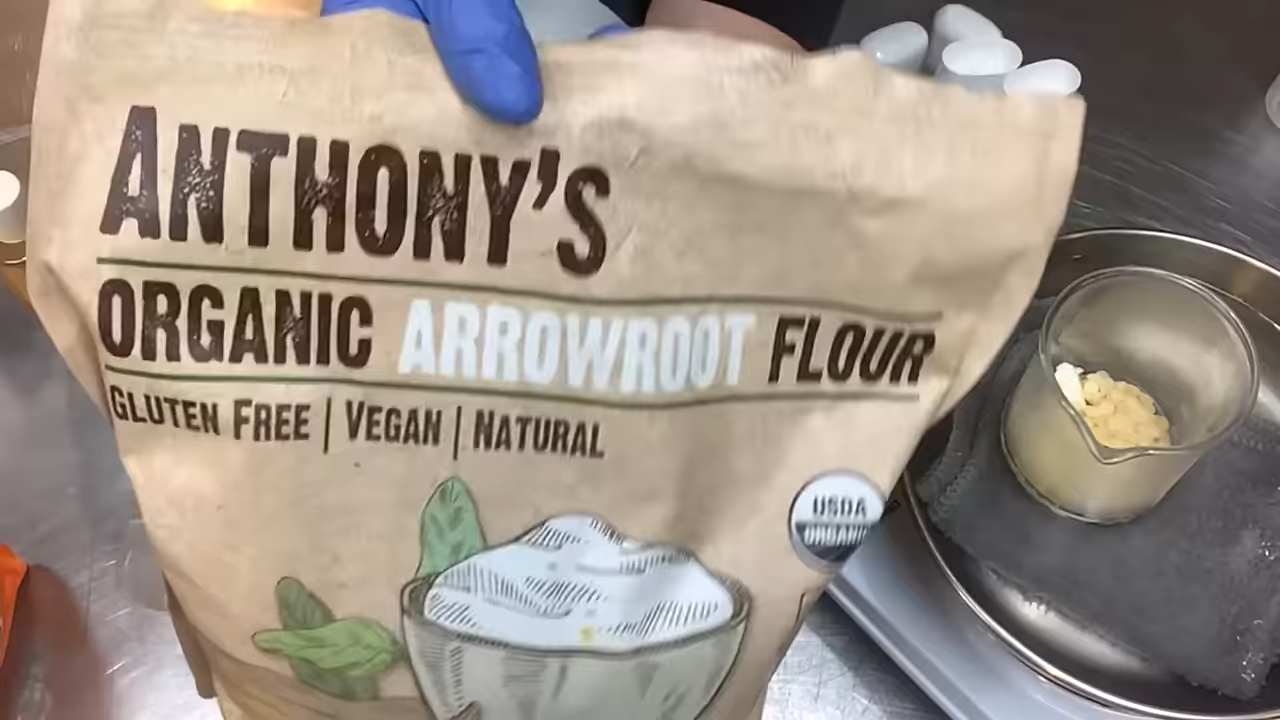 ANTHONY'S
ORGANIC ARROWROOT FLOUR
GLUTEN FREE | VEGAN | NATURAL
USDA
ORGANIC